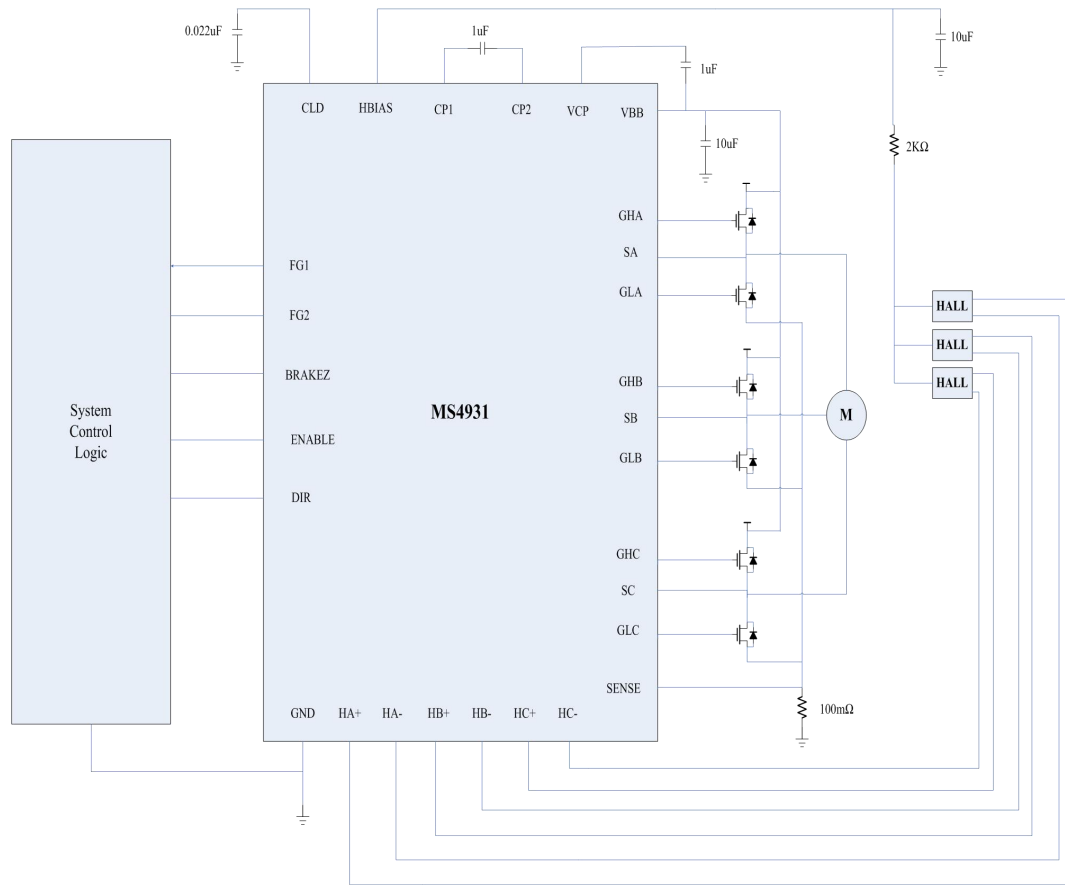 0.022uF
1uF
10uF
1uF
CLD
HBIAS
CP1
CP2
VCP
VBB
10uF
2KΩ
GHA
SA
FG1
GLA
HALL
FG2
HALL
BRAKEZ
GHB
HALL
System
Control
Logic
MS4931
SB
M
ENABLE
GLB
DIR
GHC
SC
GLC
SENSE
100mΩ
GND
HA+
HA-
HB+
HB-
HC+
HC-